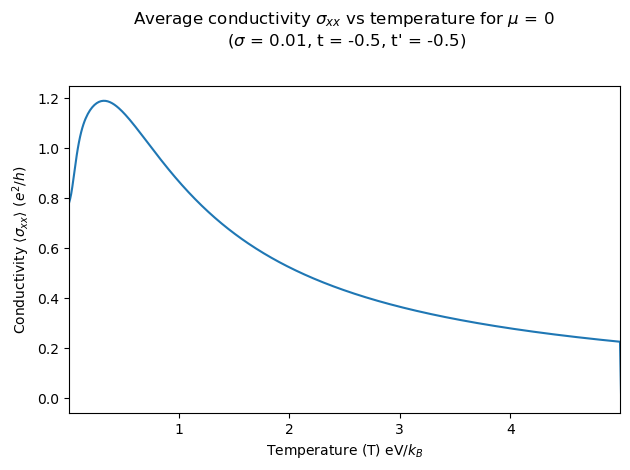 Average conductivity σxx vs temperature for μ = 0
(σ = 0.01, t = -0.5, t' = -0.5)
Conductivity ⟨σxx⟩ (e²/h)
1.2
1.0
0.8
0.6
0.4
0.2
0.0
1 2 3 4
Temperature (T) eV/kB